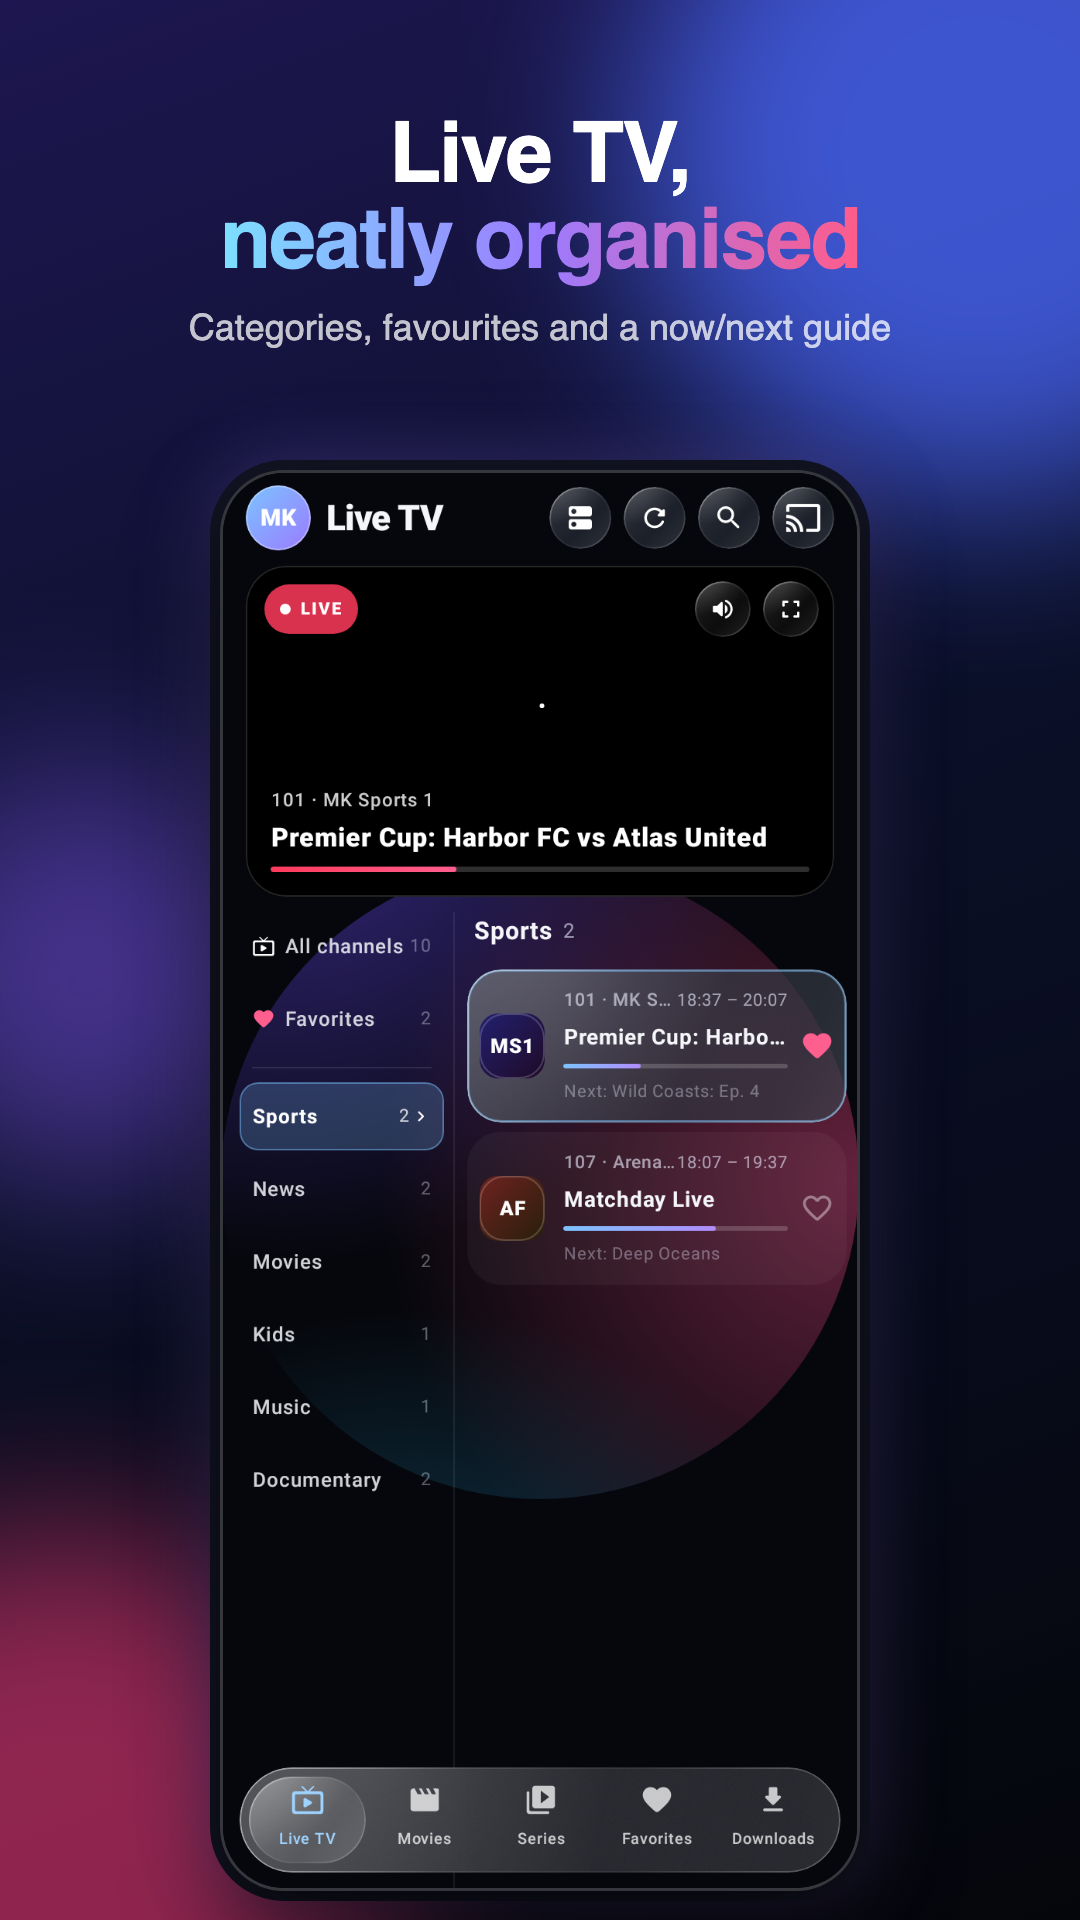 Live TV,
neatly organised
Categories, favourites and a now/next guide
MK Live TV
LIVE
101 · MK Sports 1
Premier Cup: Harbor FC vs Atlas United
All channels 10
Favorites 2
Sports 2
News 2
Movies 2
Kids 1
Music 1
Documentary 2
Sports 2
101 · MK S... 18:37 – 20:07
MS1
Premier Cup: Harbo...
Next: Wild Coasts: Ep. 4
107 · Arena... 18:07 – 19:37
AF
Matchday Live
Next: Deep Oceans
Live TV Movies Series Favorites Downloads